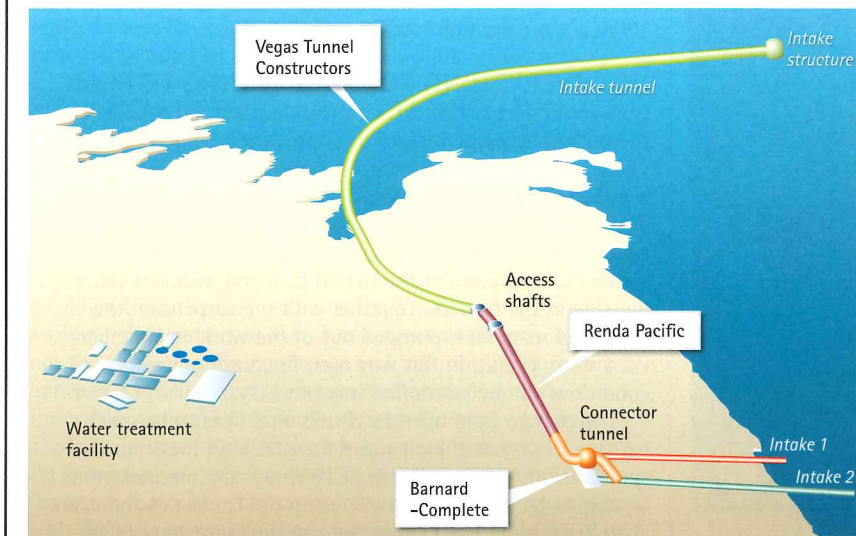 Vegas Tunnel
Constructors
Intake
structure
Intake tunnel
Access
shafts
Renda Pacific
Water treatment
facility
Connector
tunnel
Intake 1
Intake 2
Barnard
-Complete